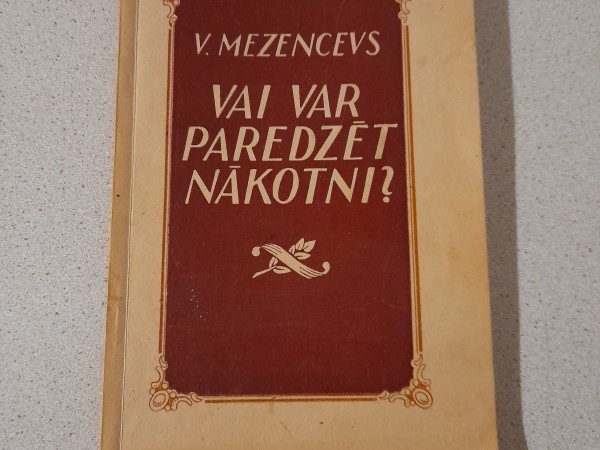 V. MEZENCEVS
VAI VAR
PAREDZĒT
NĀKOTNI?